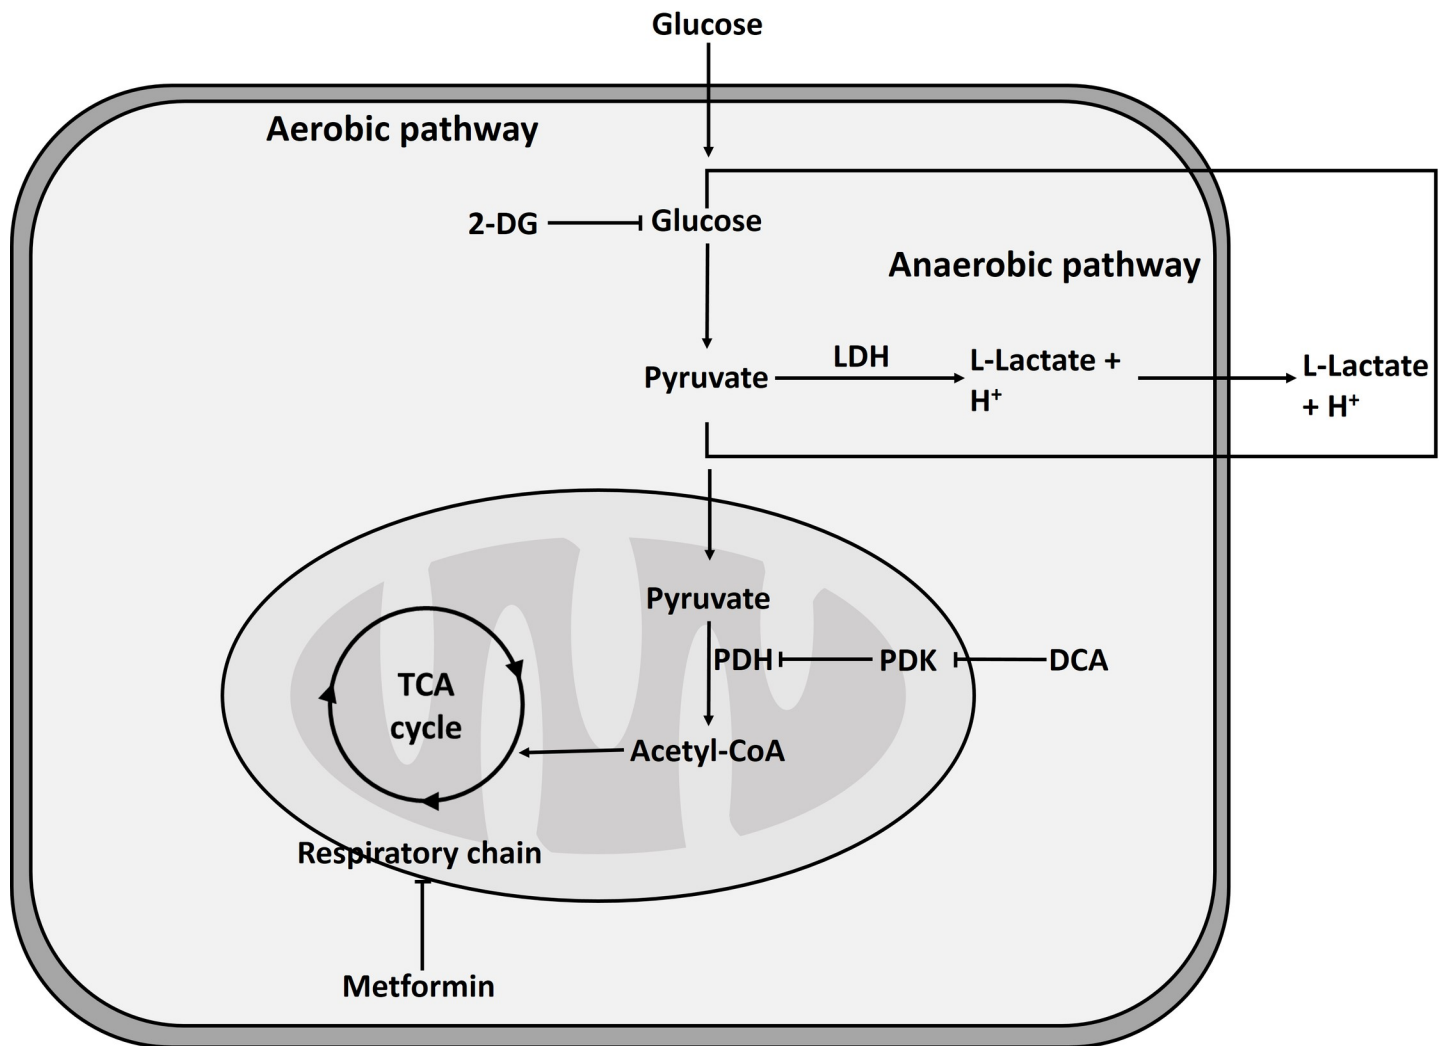 Glucose
Aerobic pathway
2-DG
Glucose
Anaerobic pathway
Pyruvate
LDH
L-Lactate +
H⁺
L-Lactate
+ H⁺
Pyruvate
PDH
PDK
DCA
TCA
cycle
Acetyl-CoA
Respiratory chain
Metformin